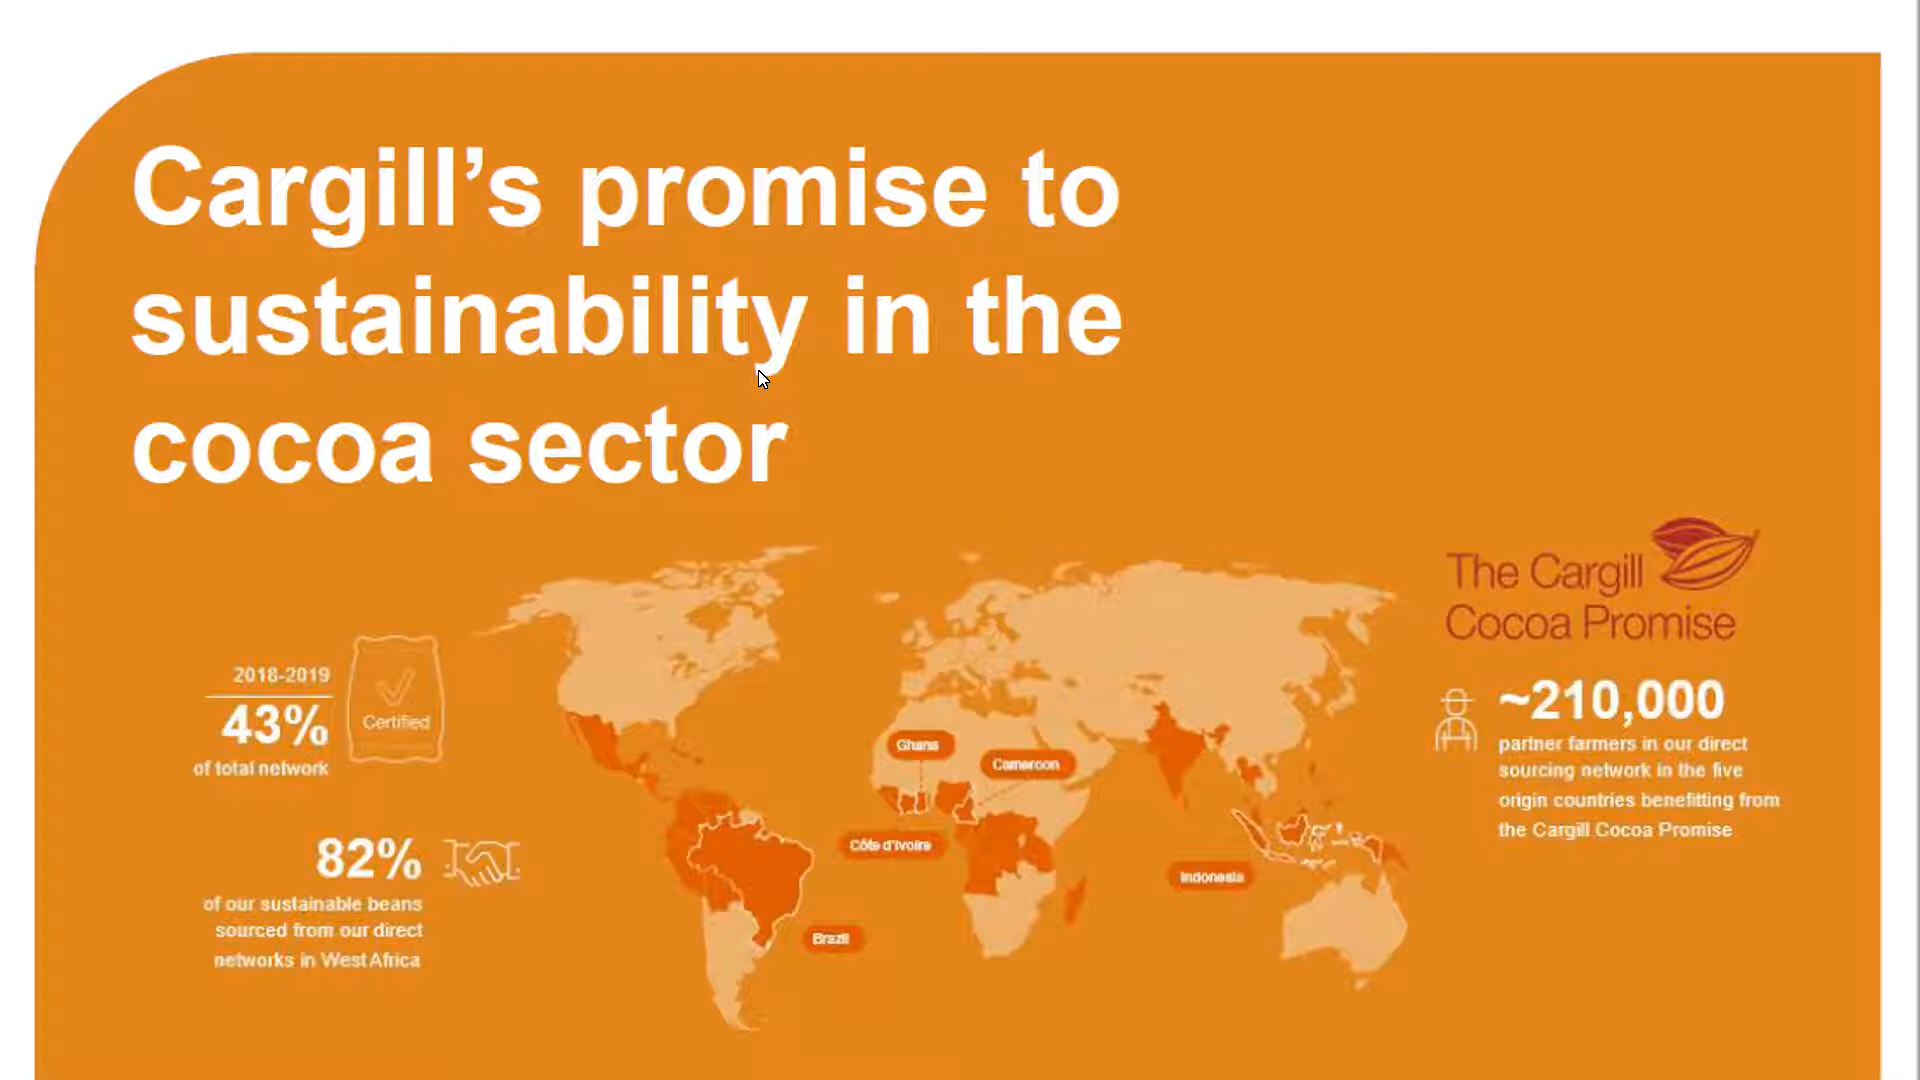 Cargill’s promise to
sustainability in the
cocoa sector
The Cargill
Cocoa Promise
2018-2019
43%
of total network
Certified
82%
of our sustainable beans
sourced from our direct
networks in West Africa
Ghana
Cameroon
Côte d'Ivoire
Brazil
Indonesia
~210,000
partner farmers in our direct
sourcing network in the five
origin countries benefitting from
the Cargill Cocoa Promise